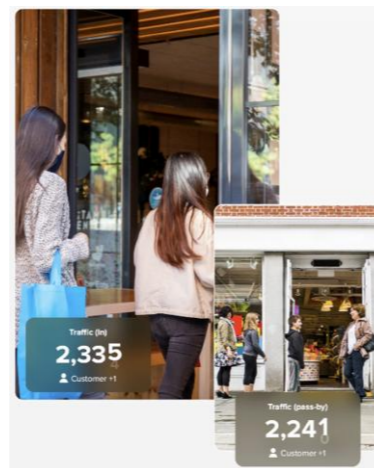 Traffic (in)
2,335
Customer +1
Traffic (pass-by)
2,241
Customer +1